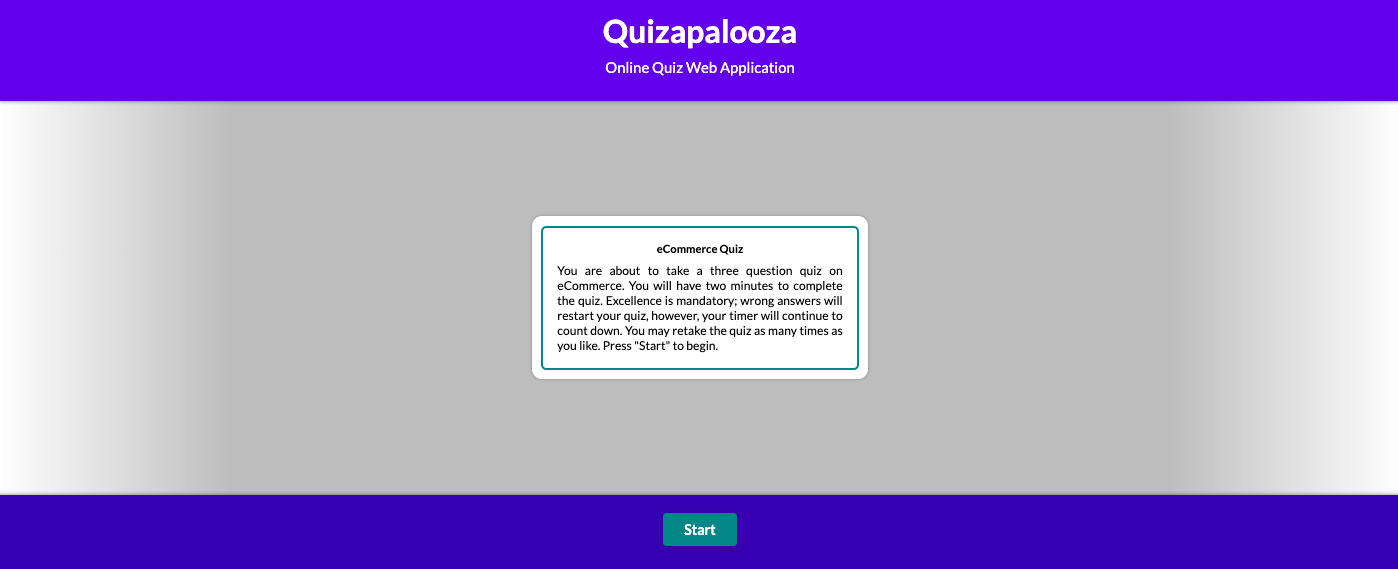 Quizapalooza
Online Quiz Web Application
eCommerce Quiz
You are about to take a three question quiz on
eCommerce. You will have two minutes to complete
the quiz. Excellence is mandatory; wrong answers will
restart your quiz, however, your timer will continue to
count down. You may retake the quiz as many times as
you like. Press "Start" to begin.
Start